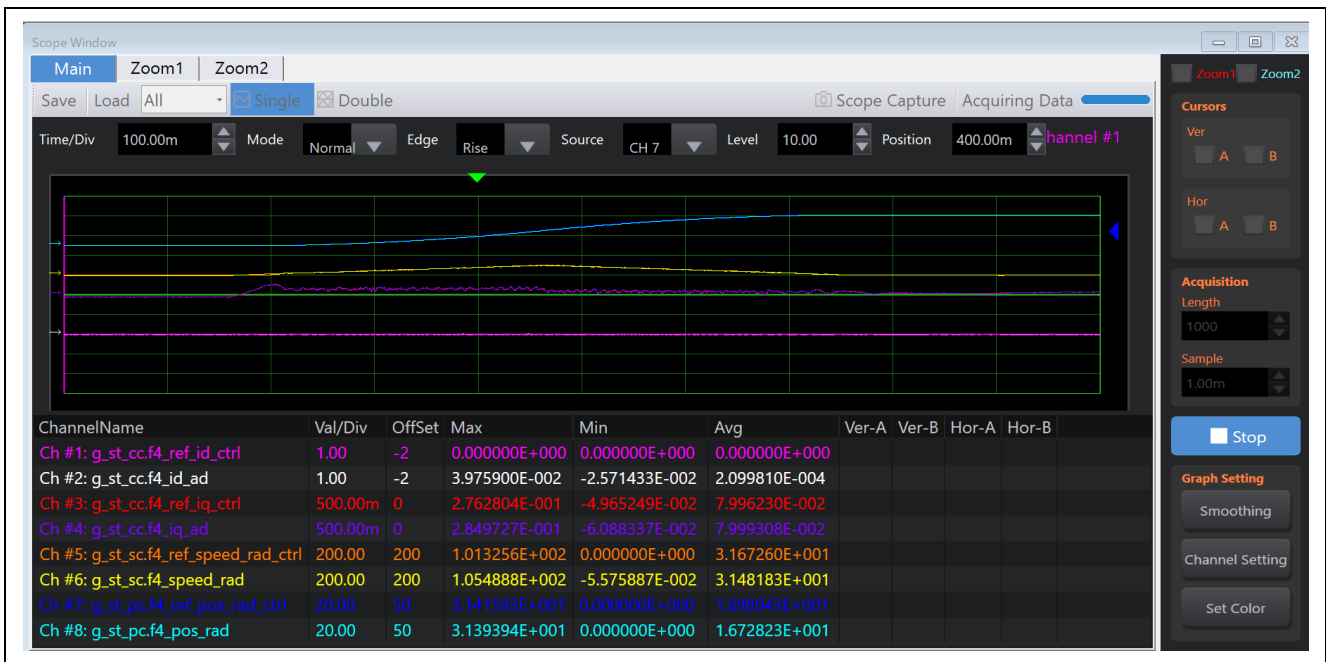 Scope Window
Main Zoom1 Zoom2
Zoom1 Zoom2
Save Load All Single Double Scope Capture Acquiring Data
Time/Div 100.00m Mode Normal Edge Rise Source CH 7 Level 10.00 Position 400.00m hannel #1
Cursors
Ver
A B
Hor
A B
Acquisition
Length
1000
Sample
1.00m
Stop
Graph Setting
Smoothing
Channel Setting
Set Color
ChannelName Val/Div OffSet Max Min Avg Ver-A Ver-B Hor-A Hor-B
Ch #1: g_st_cc.f4_ref_id_ctrl 1.00 -2 0.000000E+000 0.000000E+000 0.000000E+000
Ch #2: g_st_cc.f4_id_ad 1.00 -2 3.975900E-002 -2.571433E-002 2.099810E-004
Ch #3: g_st_cc.f4_ref_iq_ctrl 500.00m 0 2.762804E-001 -4.965249E-002 7.996230E-002
Ch #4: g_st_cc.f4_iq_ad 500.00m 0 2.849727E-001 -6.088337E-002 7.999308E-002
Ch #5: g_st_sc.f4_ref_speed_rad_ctrl 200.00 200 1.013256E+002 0.000000E+000 3.167260E+001
Ch #6: g_st_sc.f4_speed_rad 200.00 200 1.054888E+002 -5.575887E-002 3.148183E+001
Ch #7: g_st_pc.f4_ref_pos_rad_ctrl 20.00 50 3.141593E+001 0.000000E+000 1.698943E+001
Ch #8: g_st_pc.f4_pos_rad 20.00 50 3.139394E+001 0.000000E+000 1.672823E+001